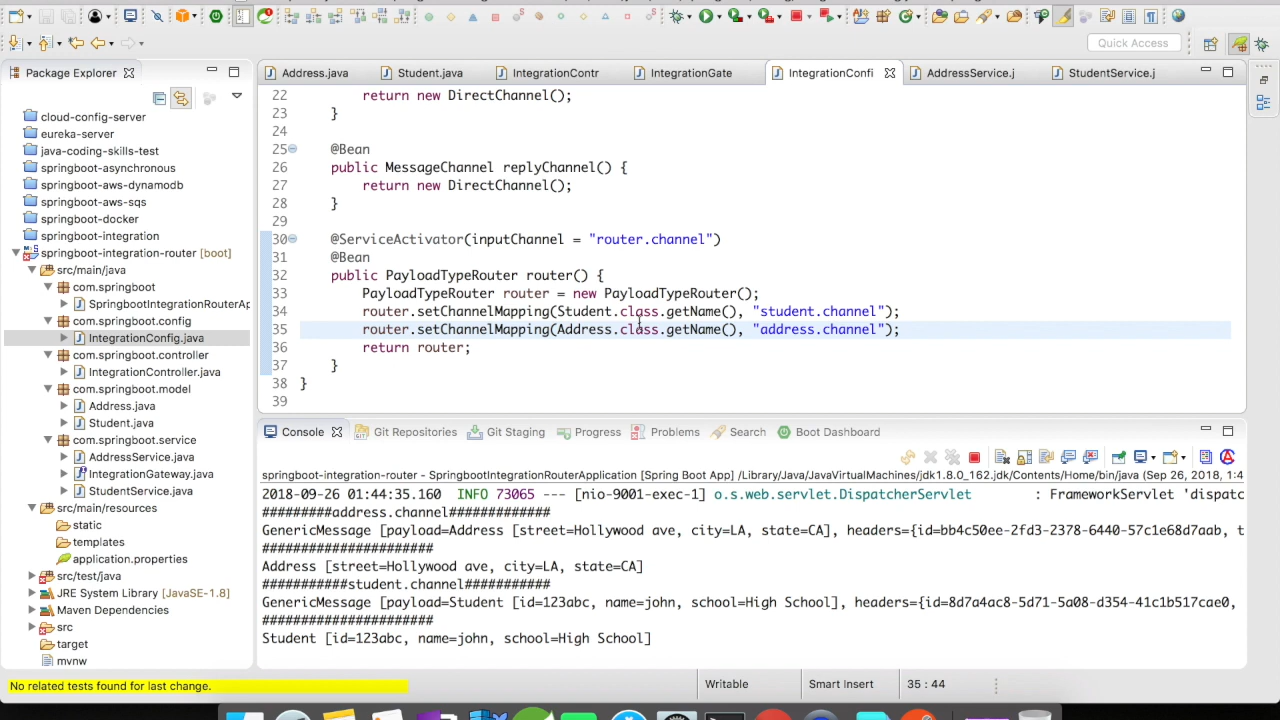 Quick Access
Package Explorer
Address.java
Student.java
IntegrationContr
IntegrationGate
IntegrationConfi
AddressService.j
StudentService.j
cloud-config-server
eureka-server
java-coding-skills-test
springboot-asynchronous
springboot-aws-dynamodb
springboot-aws-sqs
springboot-docker
springboot-integration
springboot-integration-router [boot]
src/main/java
com.springboot
SpringbootIntegrationRouterAp
com.springboot.config
IntegrationConfig.java
com.springboot.controller
IntegrationController.java
com.springboot.model
Address.java
Student.java
com.springboot.service
AddressService.java
IntegrationGateway.java
StudentService.java
src/main/resources
static
templates
application.properties
src/test/java
JRE System Library [JavaSE-1.8]
Maven Dependencies
src
target
mvnw
22 return new DirectChannel();
23 }
24
25 @Bean
26 public MessageChannel replyChannel() {
27 return new DirectChannel();
28 }
29
30 @ServiceActivator(inputChannel = "router.channel")
31 @Bean
32 public PayloadTypeRouter router() {
33 PayloadTypeRouter router = new PayloadTypeRouter();
34 router.setChannelMapping(Student.class.getName(), "student.channel");
35 router.setChannelMapping(Address.class.getName(), "address.channel");
36 return router;
37 }
38 }
39
Console
Git Repositories
Git Staging
Progress
Problems
Search
Boot Dashboard
springboot-integration-router - SpringbootIntegrationRouterApplication [Spring Boot App] /Library/Java/JavaVirtualMachines/jdk1.8.0_162.jdk/Contents/Home/bin/java (Sep 26, 2018, 1:4
2018-09-26 01:44:35.160 INFO 73065 --- [nio-9001-exec-1] o.s.web.servlet.DispatcherServlet : FrameworkServlet 'dispatc
#########address.channel############
GenericMessage [payload=Address [street=Hollywood ave, city=LA, state=CA], headers={id=bb4c50ee-2fd3-2378-6440-57c1e68d7aab, t
####################
Address [street=Hollywood ave, city=LA, state=CA]
##########student.channel##########
GenericMessage [payload=Student [id=123abc, name=john, school=High School], headers={id=8d7a4ac8-5d71-5a08-d354-41c1b517cae0,
####################
Student [id=123abc, name=john, school=High School]
No related tests found for last change.
Writable
Smart Insert
35 : 44